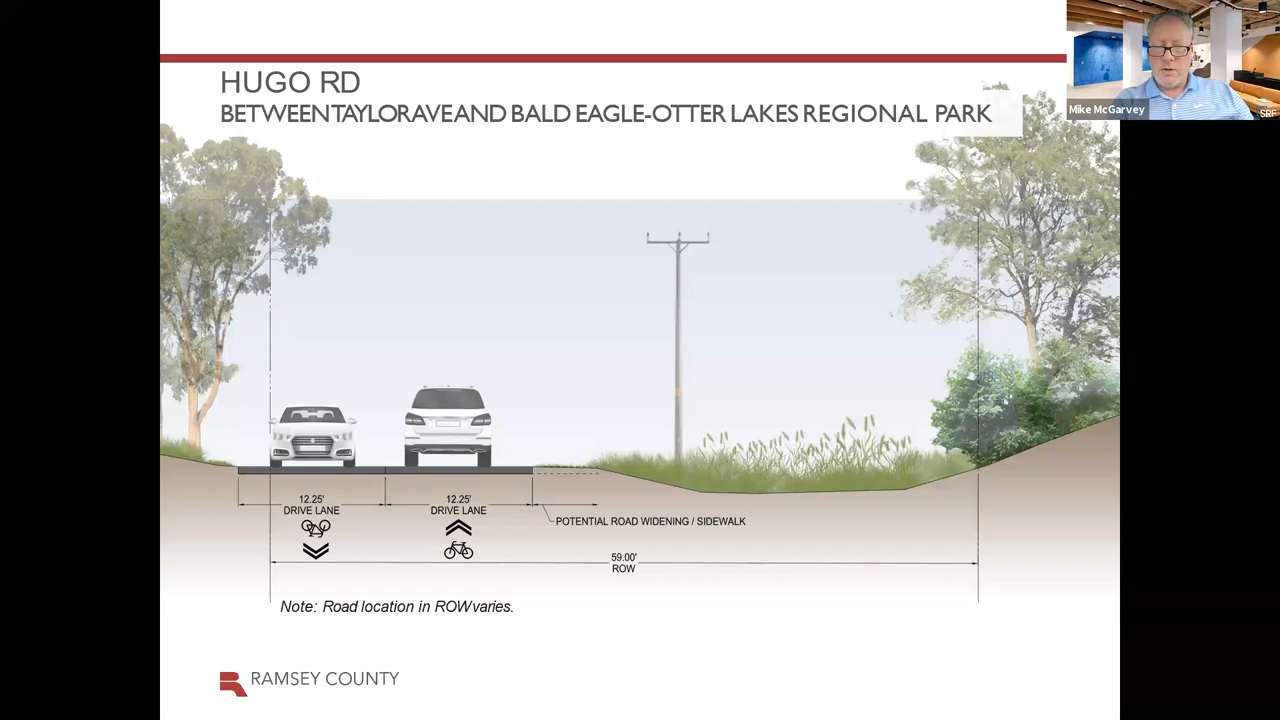 HUGO RD
BETWEEN TAYLOR AVE AND BALD EAGLE-OTTER LAKES REGIONAL PARK
Mike McGarvey
SRF
12.25'
DRIVE LANE
12.25'
DRIVE LANE
POTENTIAL ROAD WIDENING / SIDEWALK
59.00'
ROW
Note: Road location in ROW varies.
RAMSEY COUNTY